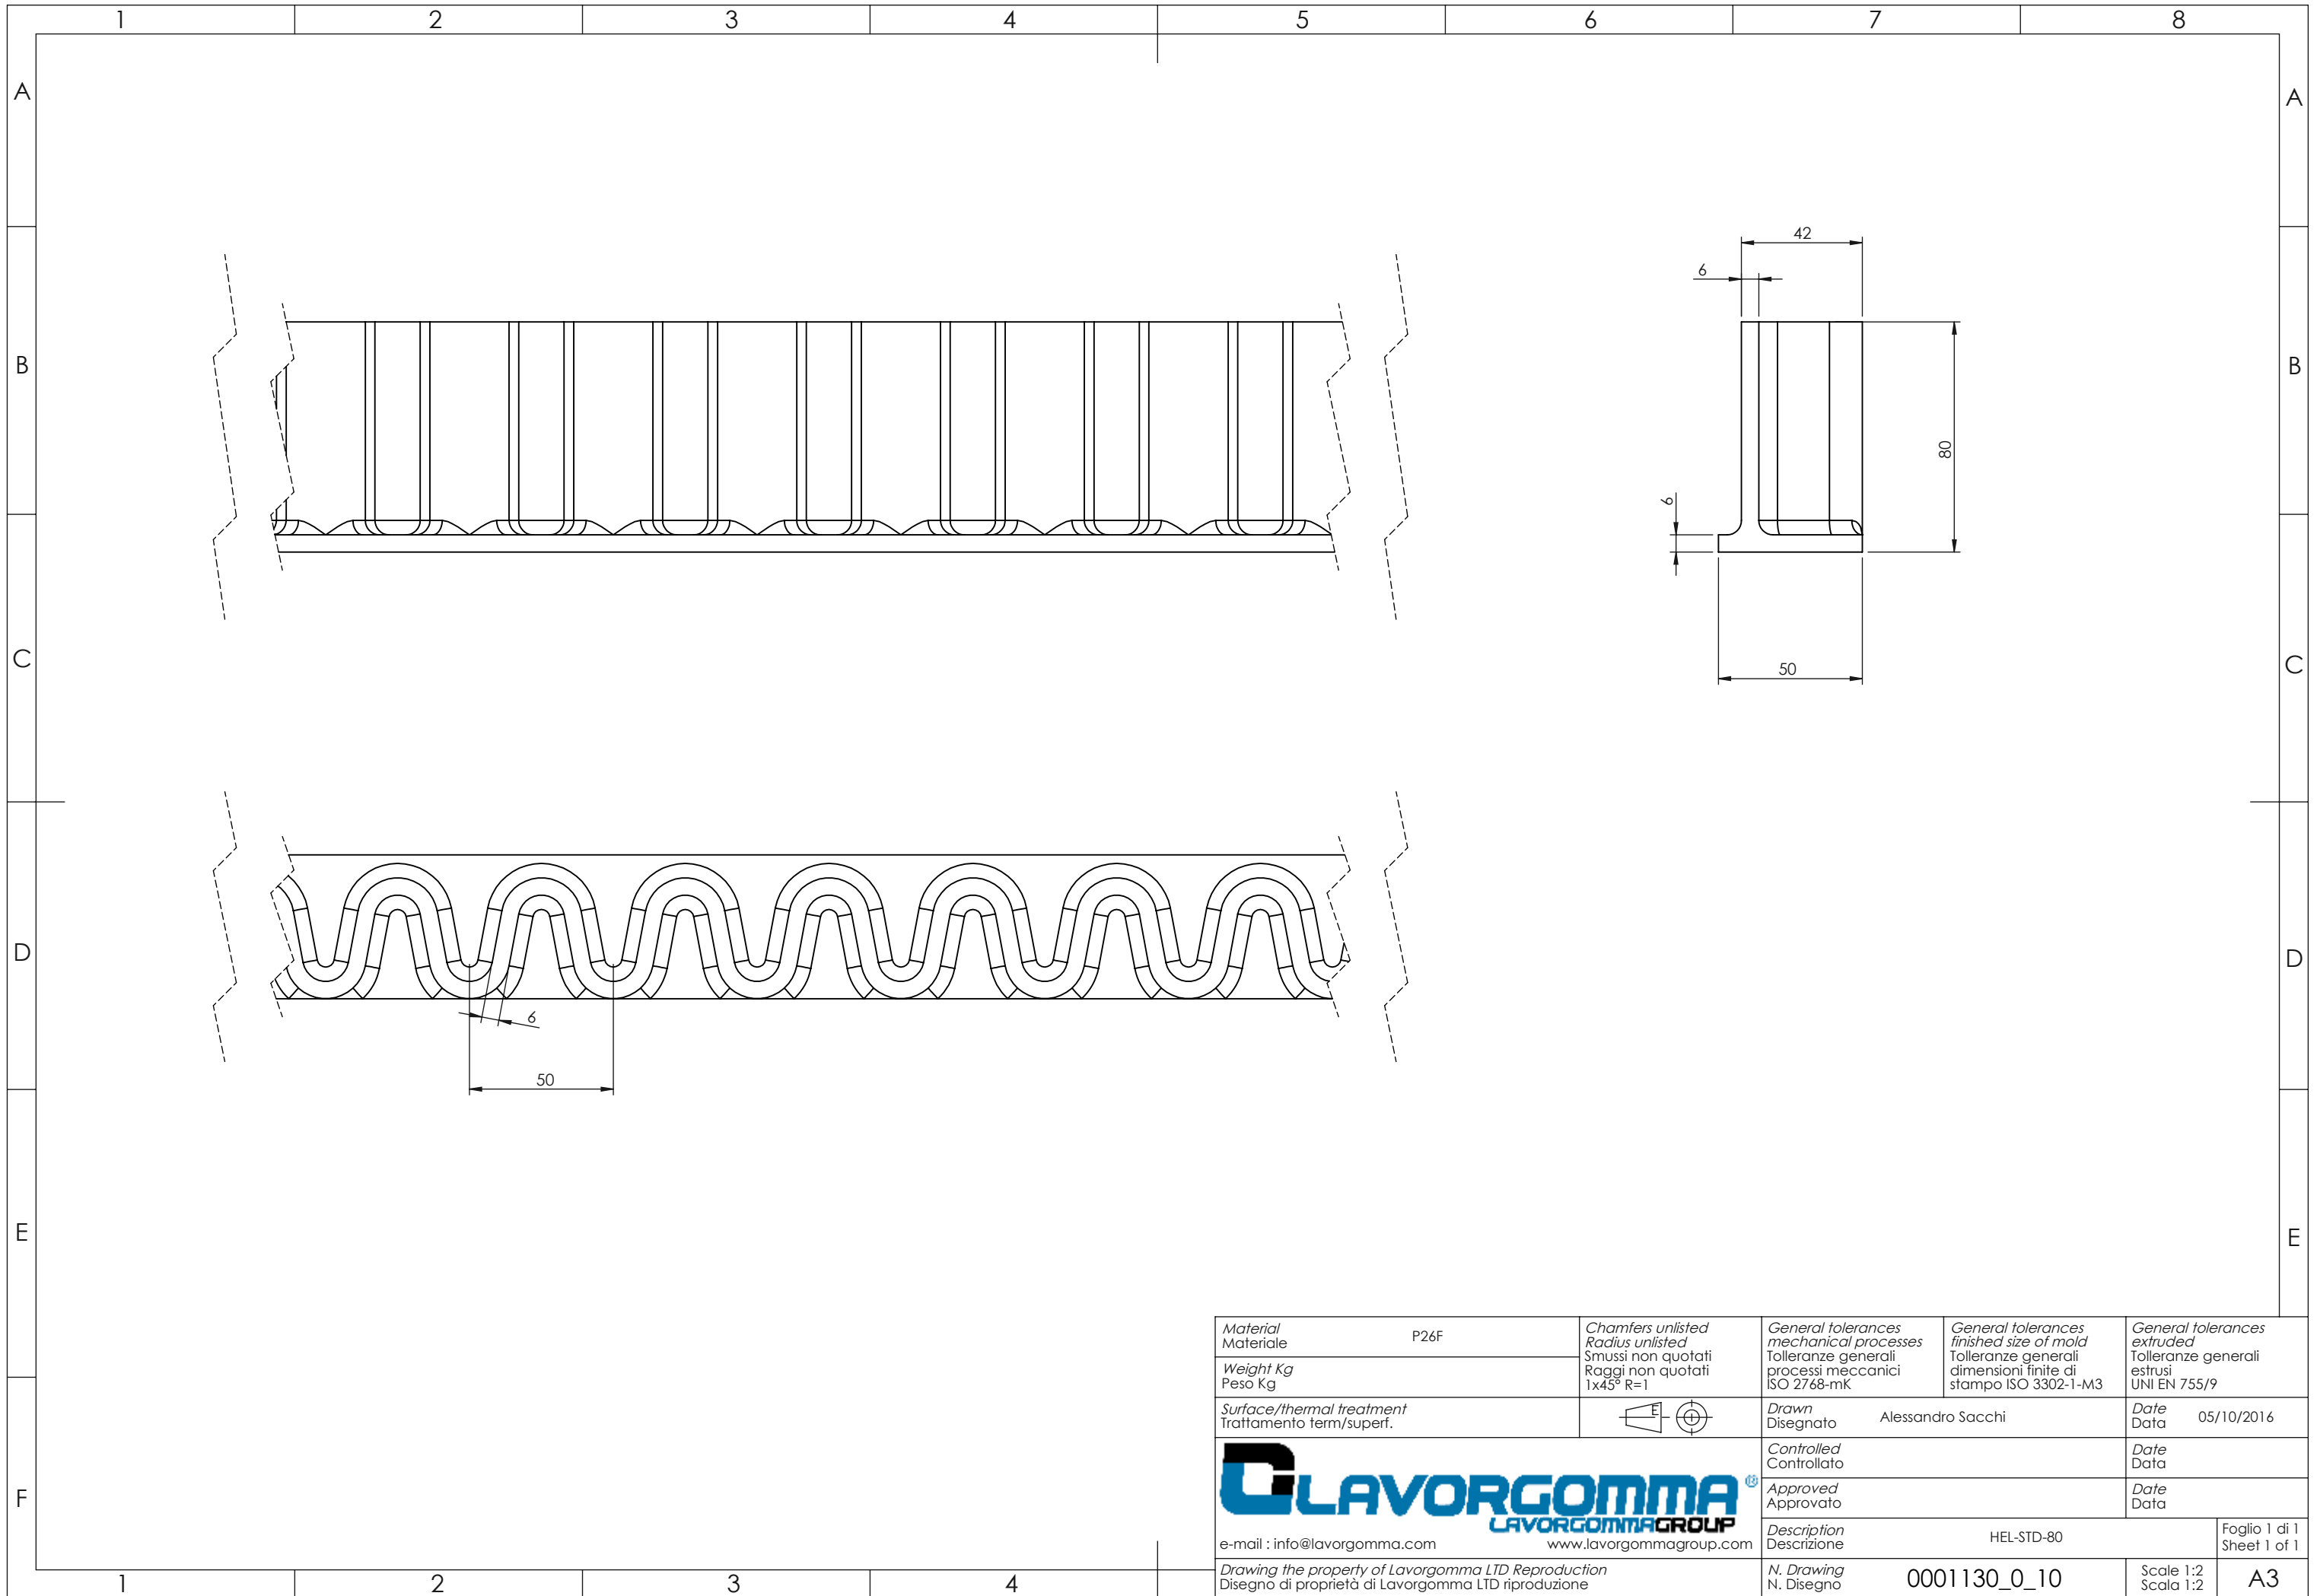 1 2 3 4 5 6 7 8
A A
42
6
B B
80
6
C C
50
D D
6
50
E E
Material
Materiale
P26F
Weight Kg
Peso Kg
Chamfers unlisted
Radius unlisted
Smussi non quotati
Raggi non quotati
1x45° R=1
General tolerances
mechanical processes
Tolleranze generali
processi meccanici
ISO 2768-mK
General tolerances
finished size of mold
Tolleranze generali
dimensioni finite di
stampo ISO 3302-1-M3
General tolerances
extruded
Tolleranze generali
estrusi
UNI EN 755/9
Surface/thermal treatment
Trattamento term/superf.
E
Drawn
Disegnato
Alessandro Sacchi
Date
Data
05/10/2016
Controlled
Controllato
Date
Data
F
LAVORGOMMA®
LAVORGOMMAGROUP
Approved
Approvato
Date
Data
e-mail : info@lavorgomma.com
www.lavorgommagroup.com
Description
Descrizione
HEL-STD-80
Foglio 1 di 1
Sheet 1 of 1
Drawing the property of Lavorgomma LTD Reproduction
Disegno di proprietà di Lavorgomma LTD riproduzione
N. Drawing
N. Disegno
0001130_0_10
Scale 1:2
Scala 1:2
A3
1 2 3 4